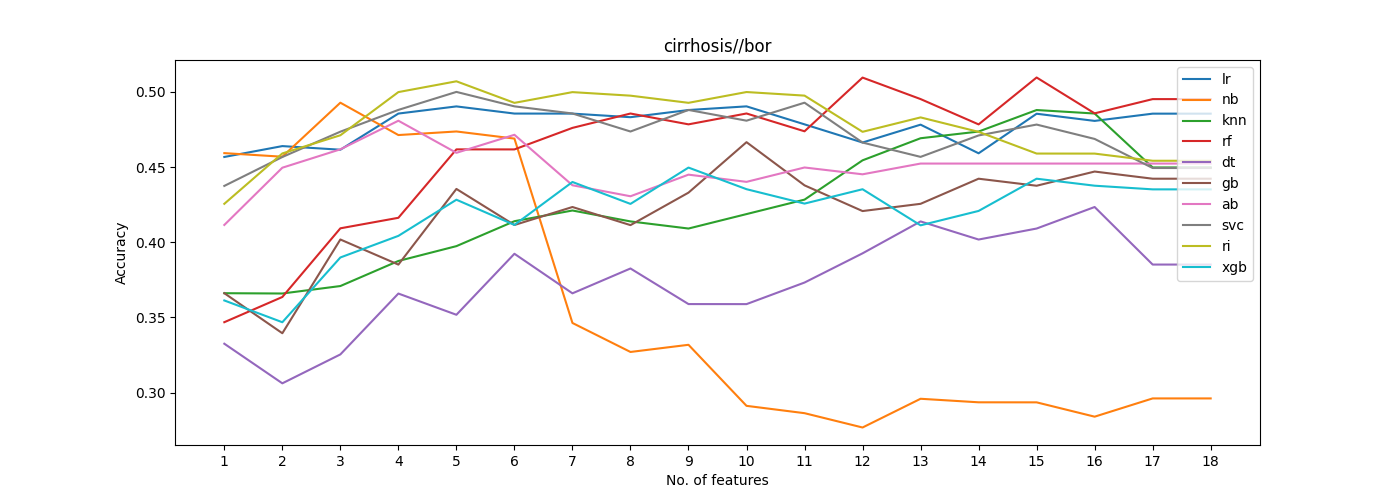 cirrhosis//bor
Accuracy
0.50
0.45
0.40
0.35
0.30
1 2 3 4 5 6 7 8 9 10 11 12 13 14 15 16 17 18
No. of features
lr
nb
knn
rf
dt
gb
ab
svc
ri
xgb